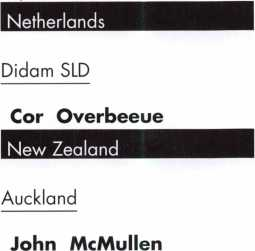 Netherlands
Didam SLD
Cor Overbeeue
New Zealand
Auckland
John McMullen